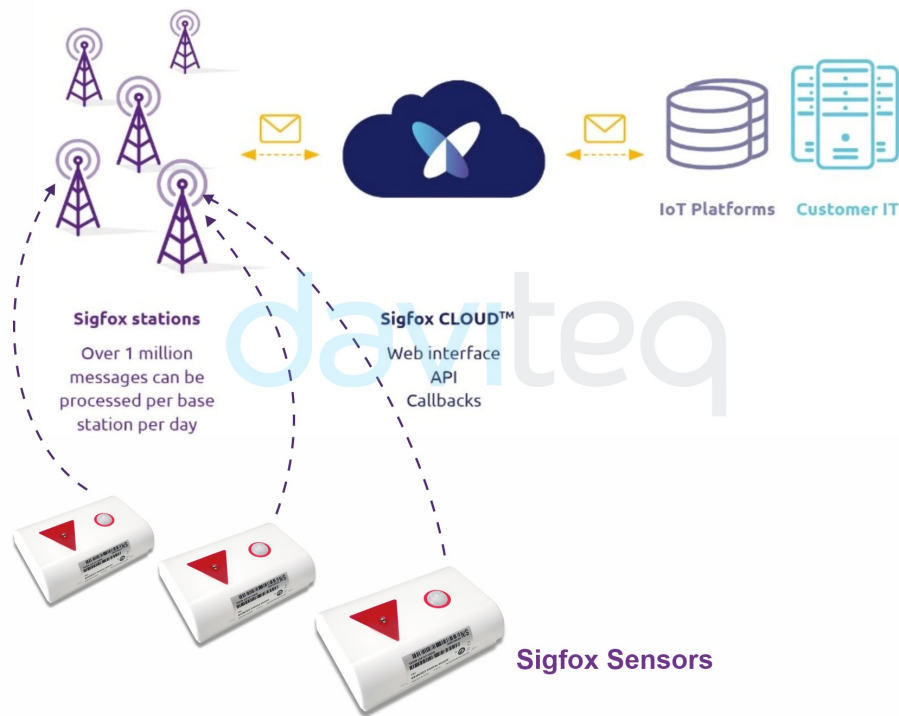 IoT Platforms
Customer IT
Sigfox stations
Over 1 million
messages can be
processed per base
station per day
Sigfox CLOUD™
Web interface
API
Callbacks
daviteq
Sigfox Sensors